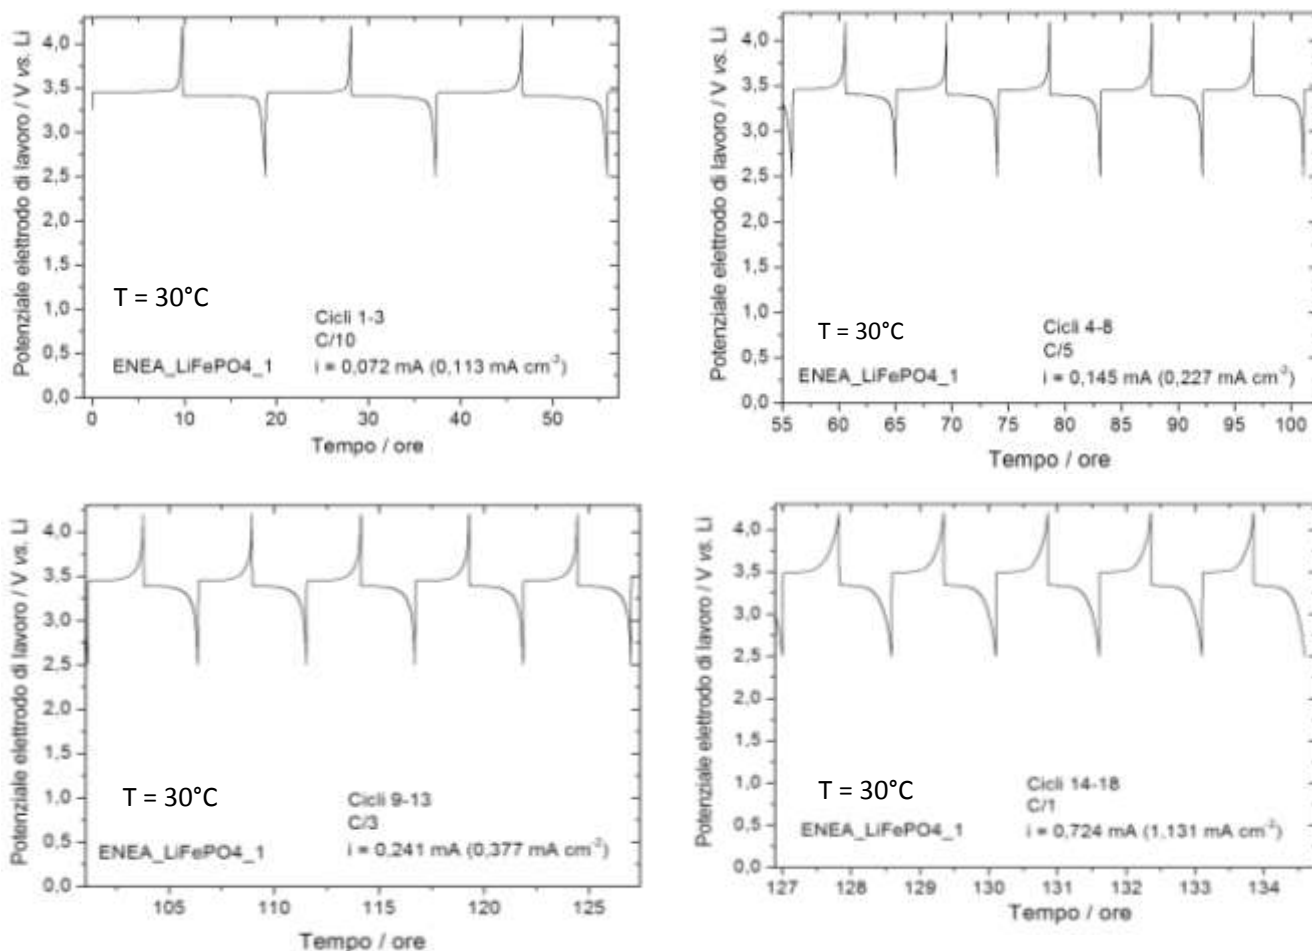 Potenziale elettrodo di lavoro / V vs. Li
4,0
3,5
3,0
2,5
2,0
1,5
1,0
0,5
0,0
T = 30°C
Cicli 1-3
C/10
ENEA_LiFePO4_1
i = 0,072 mA (0,113 mA cm⁻²)
0 10 20 30 40 50
Tempo / ore
Potenziale elettrodo di lavoro / V vs. Li
4,0
3,5
3,0
2,5
2,0
1,5
1,0
0,5
0,0
T = 30°C
Cicli 4-8
C/5
ENEA_LiFePO4_1
i = 0,145 mA (0,227 mA cm⁻²)
55 60 65 70 75 80 85 90 95 100
Tempo / ore
Potenziale elettrodo di lavoro / V vs. Li
4,0
3,5
3,0
2,5
2,0
1,5
1,0
0,5
0,0
T = 30°C
Cicli 9-13
C/3
ENEA_LiFePO4_1
i = 0,241 mA (0,377 mA cm⁻²)
105 110 115 120 125
Tempo / ore
Potenziale elettrodo di lavoro / V vs. Li
4,0
3,5
3,0
2,5
2,0
1,5
1,0
0,5
0,0
T = 30°C
Cicli 14-18
C/1
ENEA_LiFePO4_1
i = 0,724 mA (1,131 mA cm⁻²)
127 128 129 130 131 132 133 134
Tempo / ore